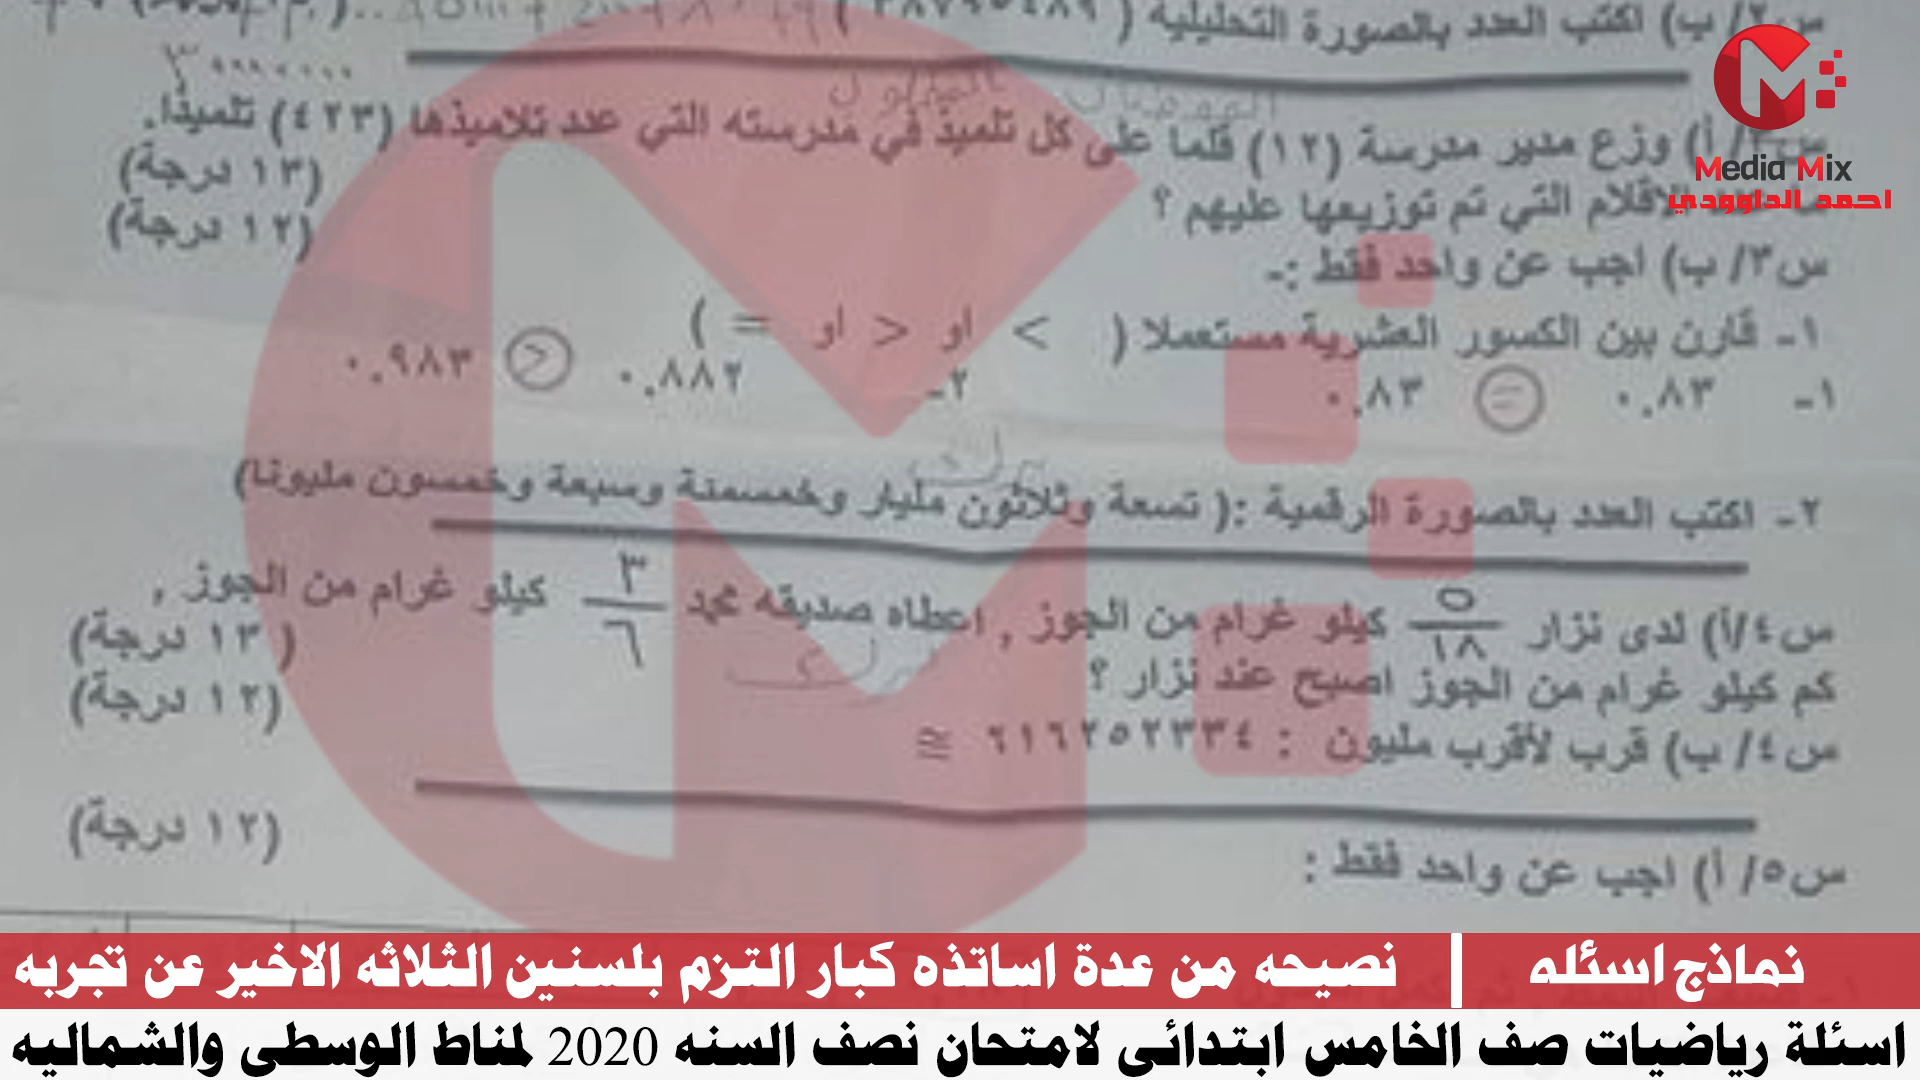 س٢/ ب) اكتب العدد بالصورة التحليلية (٣٨٧٩٥٤٨٩)
س٣/ أ) وزع مدير مدرسة (١٢) قلما على كل تلميذ في مدرسته التي عدد تلاميذها (٤٢٣) تلميذا.
(١٣ درجة)
الاقلام التي تم توزيعها عليهم ؟
(١٢ درجة)
س٣/ ب) اجب عن واحد فقط :-
١- قارن بين الكسور العشرية مستعملا ( > او < او = )
١- ٠.٨٣ = ٠.٨٣ ٢- ٠.٨٨٢ < ٠.٩٨٣
٢- اكتب العدد بالصورة الرقمية :( تسعة وثلاثون مليار وخمسمئة وسبعة وخمسون مليونا)
س٤/أ) لدى نزار ٥/١٨ كيلو غرام من الجوز , اعطاه صديقه محمد ٣/٦ كيلو غرام من الجوز ,
(١٣ درجة)
كم كيلو غرام من الجوز اصبح عند نزار ؟
(١٢ درجة)
س٤/ ب) قرب لأقرب مليون : ٦١٦٢٥٢٣٣٤ ≅
(١٢ درجة)
س٥/ أ) اجب عن واحد فقط :
Media Mix
احمد الداوودي
نماذج اسئله | نصيحه من عدة اساتذه كبار التزم بلسنين الثلاثه الاخير عن تجربه
اسئلة رياضيات صف الخامس ابتدائى لامتحان نصف السنه 2020 لمناط الوسطى والشماليه